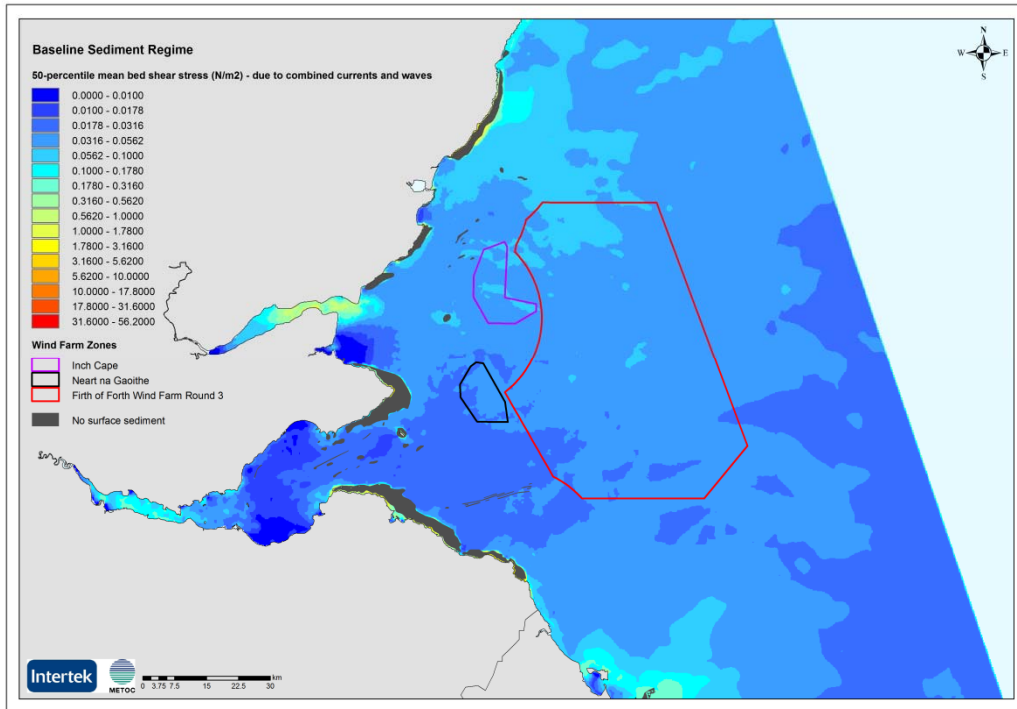 Baseline Sediment Regime
50-percentile mean bed shear stress (N/m2) - due to combined currents and waves
0.0000 - 0.0100
0.0100 - 0.0178
0.0178 - 0.0316
0.0316 - 0.0562
0.0562 - 0.1000
0.1000 - 0.1780
0.1780 - 0.3160
0.3160 - 0.5620
0.5620 - 1.0000
1.0000 - 1.7800
1.7800 - 3.1600
3.1600 - 5.6200
5.6200 - 10.0000
10.0000 - 17.8000
17.8000 - 31.6000
31.6000 - 56.2000
Wind Farm Zones
Inch Cape
Neart na Gaoithe
Firth of Forth Wind Farm Round 3
No surface sediment
N
W E
S
Intertek
METOC
km
0 3.75 7.5 15 22.5 30